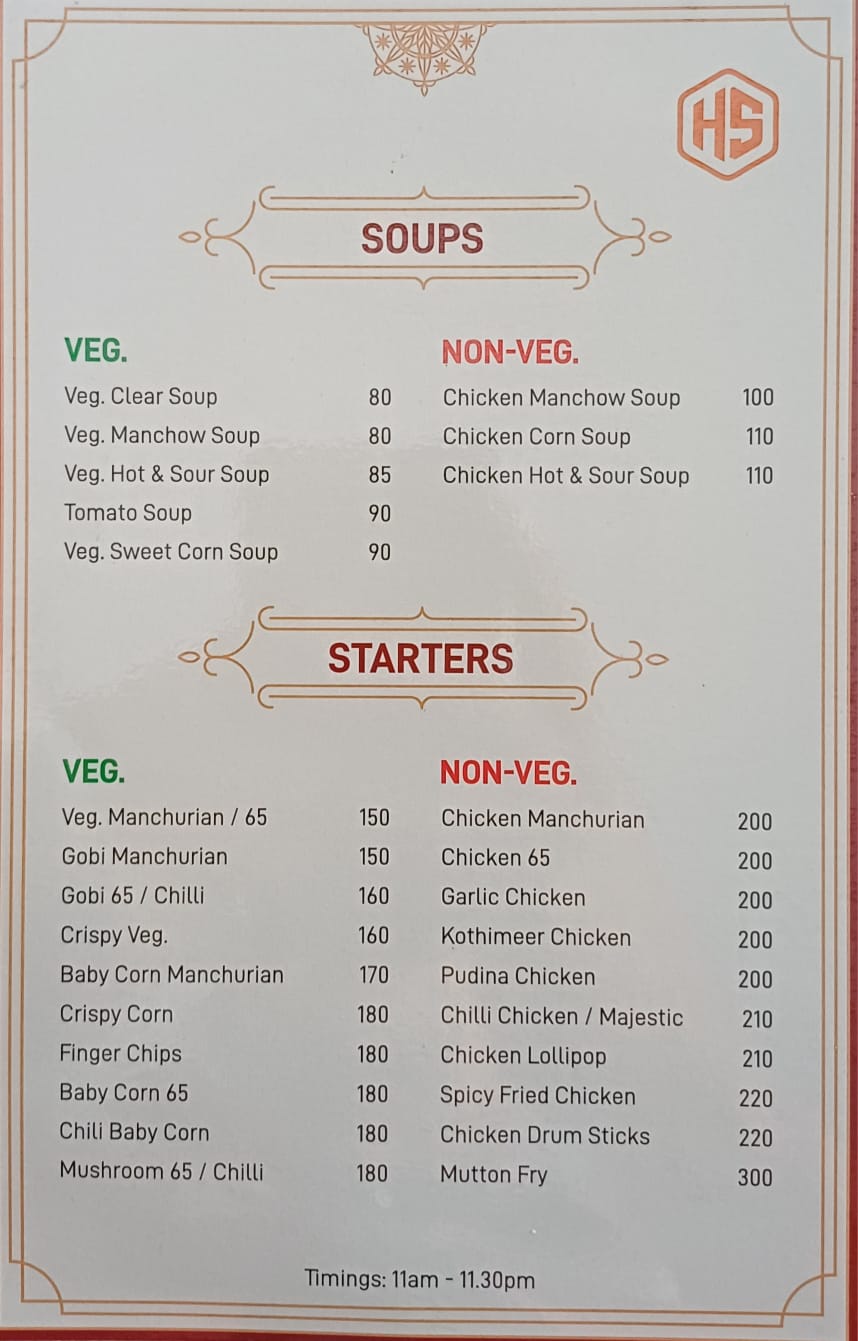 HS
SOUPS
VEG.
Veg. Clear Soup 80
Veg. Manchow Soup 80
Veg. Hot & Sour Soup 85
Tomato Soup 90
Veg. Sweet Corn Soup 90
NON-VEG.
Chicken Manchow Soup 100
Chicken Corn Soup 110
Chicken Hot & Sour Soup 110
STARTERS
VEG.
Veg. Manchurian / 65 150
Gobi Manchurian 150
Gobi 65 / Chilli 160
Crispy Veg. 160
Baby Corn Manchurian 170
Crispy Corn 180
Finger Chips 180
Baby Corn 65 180
Chili Baby Corn 180
Mushroom 65 / Chilli 180
NON-VEG.
Chicken Manchurian 200
Chicken 65 200
Garlic Chicken 200
Kothimeer Chicken 200
Pudina Chicken 200
Chilli Chicken / Majestic 210
Chicken Lollipop 210
Spicy Fried Chicken 220
Chicken Drum Sticks 220
Mutton Fry 300
Timings: 11am - 11.30pm